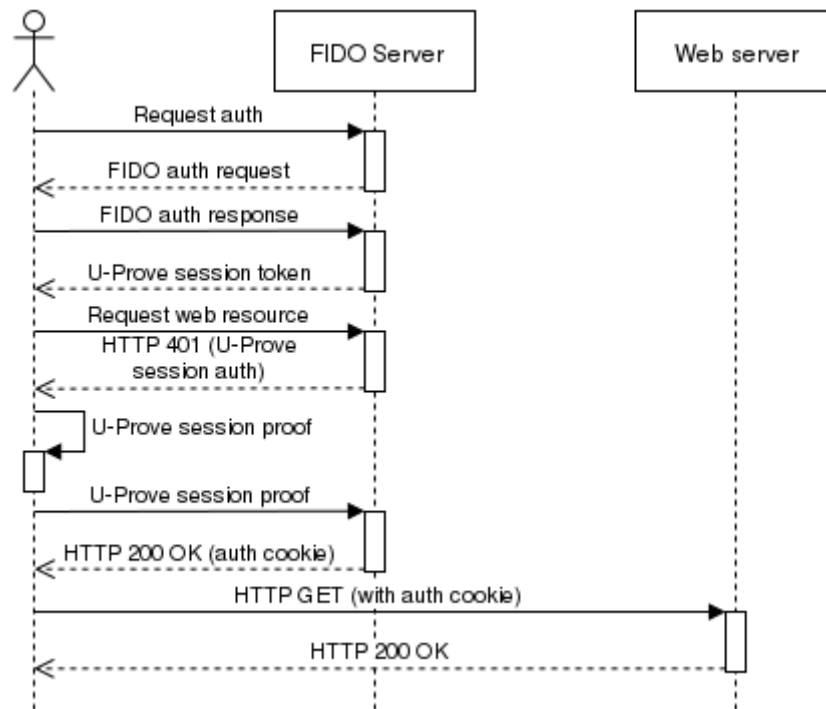 FIDO Server
Web server
Request auth
FIDO auth request
FIDO auth response
U-Prove session token
Request web resource
HTTP 401 (U-Prove
session auth)
U-Prove session proof
U-Prove session proof
HTTP 200 OK (auth cookie)
HTTP GET (with auth cookie)
HTTP 200 OK